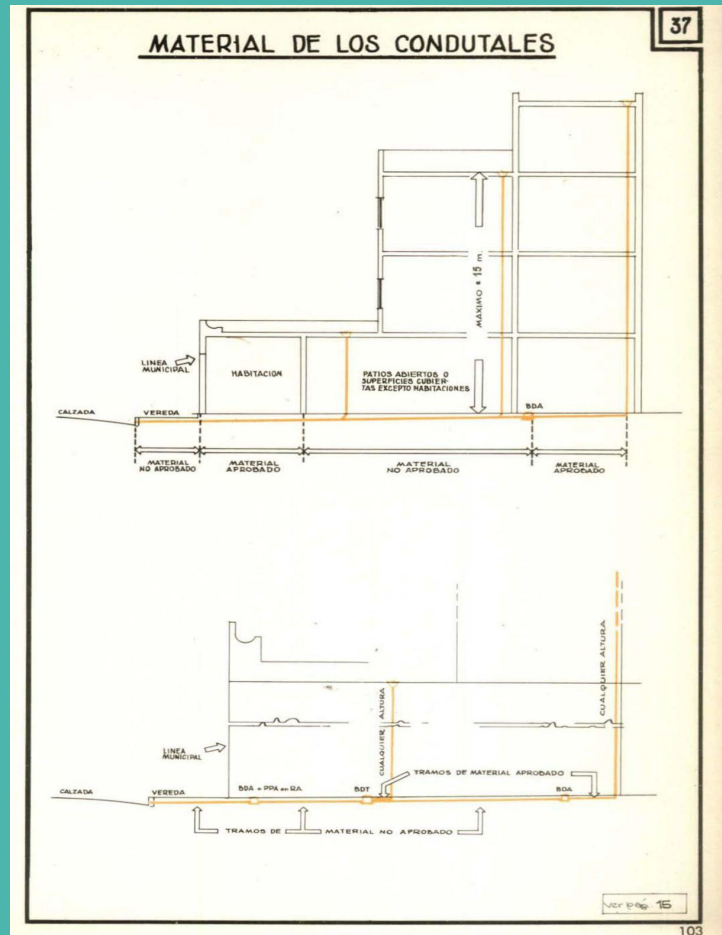 37
MATERIAL DE LOS CONDUTALES
MAXIMO = 15 m.
LINEA
MUNICIPAL
HABITACION
PATIOS ABIERTOS O
SUPERFICIES CUBIER-
TAS EXCEPTO HABITACIONES
CALZADA
VEREDA
BDA
MATERIAL
NO APROBADO
MATERIAL
APROBADO
MATERIAL
NO APROBADO
MATERIAL
APROBADO
CUALQUIER ALTURA
CUALQUIER ALTURA
LINEA
MUNICIPAL
TRAMOS DE MATERIAL APROBADO
CALZADA
VEREDA
BDA o PPA en RA.
BDT
BDA
TRAMOS DE
MATERIAL NO APROBADO
ver pág. 15
103